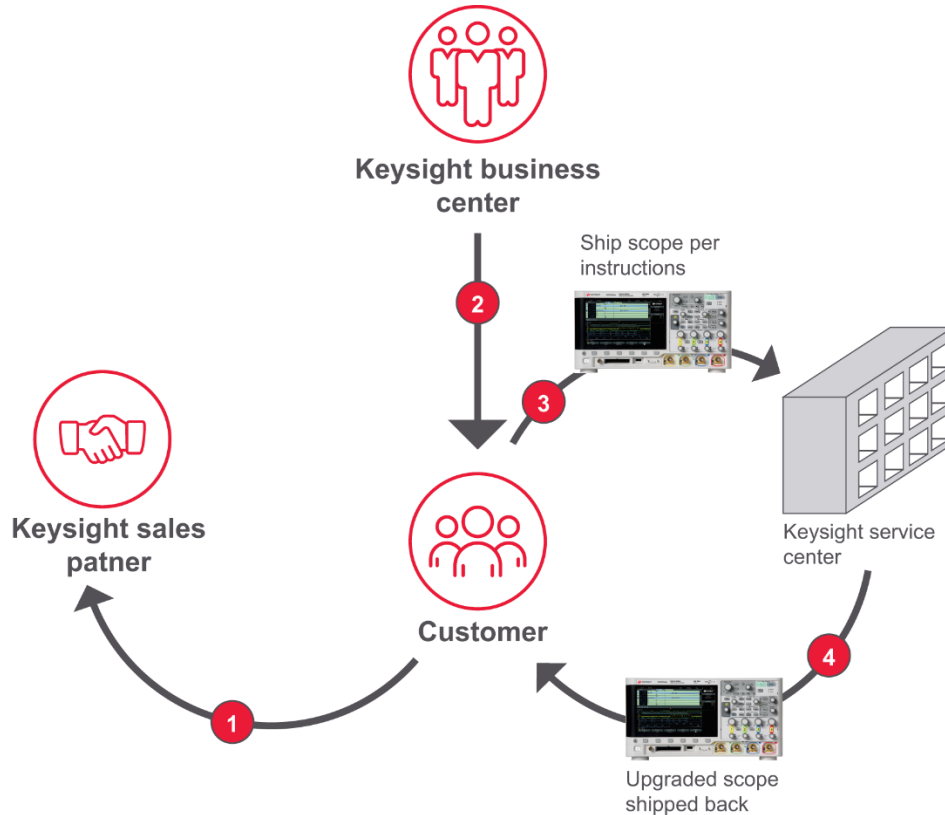 Keysight business
center
2
Ship scope per
instructions
3
Keysight sales
patner
Customer
Keysight service
center
1
4
Upgraded scope
shipped back